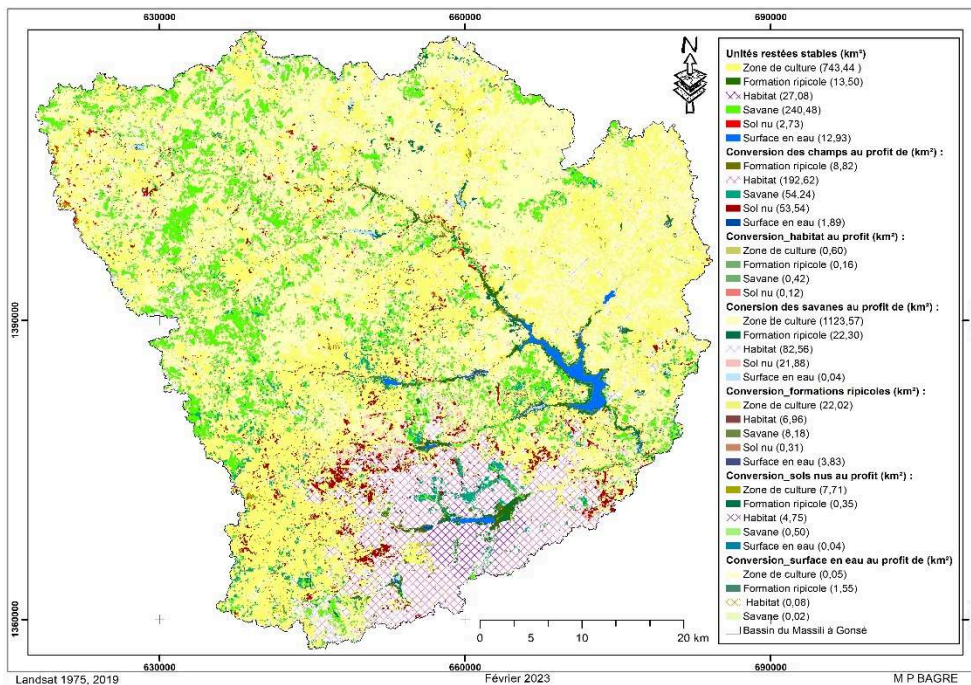 630000
660000
690000
N
Unités restées stables (km²)
Zone de culture (743,44 )
Formation ripicole (13,50)
Habitat (27,08)
Savane (240,48)
Sol nu (2,73)
Surface en eau (12,93)
Conversion des champs au profit de (km²) :
Formation ripicole (8,82)
Habitat (192,62)
Savane (54,24)
Sol nu (53,54)
Surface en eau (1,89)
Conversion_habitat au profit (km²) :
Zone de culture (0,60)
Formation ripicole (0,16)
Savane (0,42)
Sol nu (0,12)
Conersion des savanes au profit de (km²) :
Zone de culture (1123,57)
Formation ripicole (22,30)
Habitat (82,56)
Sol nu (21,88)
Surface en eau (0,04)
Conversion_formations ripicoles (km²) :
Zone de culture (22,02)
Habitat (6,96)
Savane (8,18)
Sol nu (0,31)
Surface en eau (3,83)
Conversion_sols nus au profit (km²) :
Zone de culture (7,71)
Formation ripicole (0,35)
Habitat (4,75)
Savane (0,50)
Surface en eau (0,04)
Conversion_surface en eau au profit de (km²)
Zone de culture (0,05)
Formation ripicole (1,55)
Habitat (0,08)
Savane (0,02)
Bassin du Massili à Gonsé
1390000
1390000
1360000
1360000
0 5 10 20 km
630000
660000
690000
Landsat 1975, 2019
Février 2023
M P BAGRE